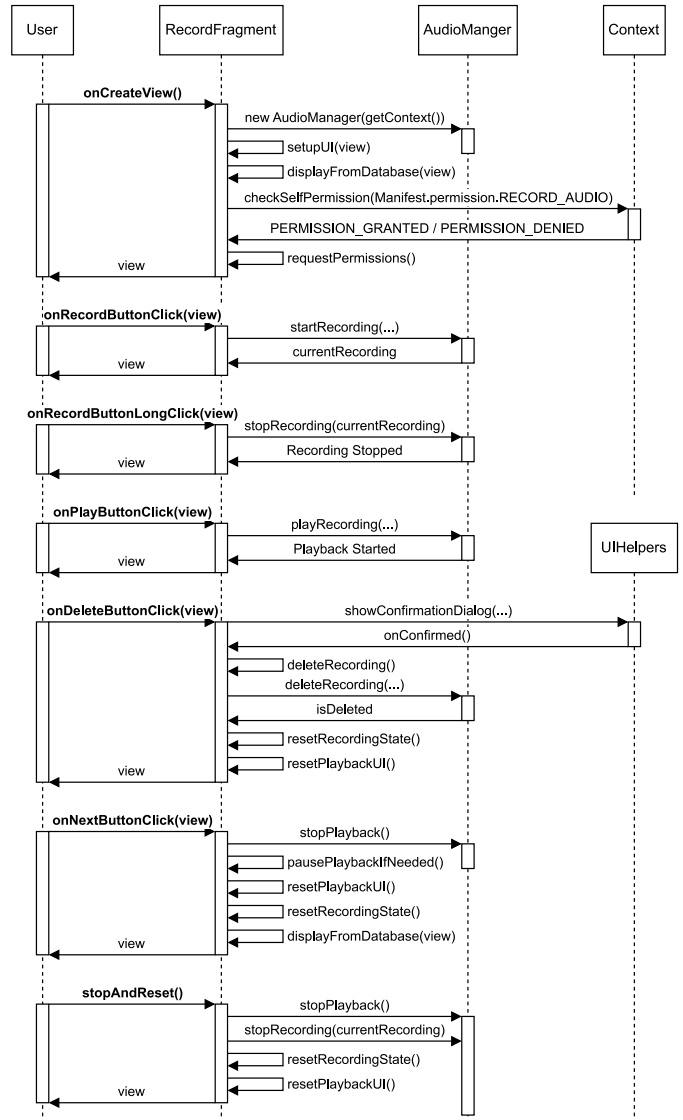 User
RecordFragment
AudioManger
Context
onCreateView()
new AudioManager(getContext())
setupUI(view)
displayFromDatabase(view)
checkSelfPermission(Manifest.permission.RECORD_AUDIO)
PERMISSION_GRANTED / PERMISSION_DENIED
requestPermissions()
view
onRecordButtonClick(view)
startRecording(...)
currentRecording
view
onRecordButtonLongClick(view)
stopRecording(currentRecording)
Recording Stopped
view
onPlayButtonClick(view)
playRecording(...)
Playback Started
view
UIHelpers
onDeleteButtonClick(view)
showConfirmationDialog(...)
onConfirmed()
deleteRecording()
deleteRecording(...)
isDeleted
resetRecordingState()
resetPlaybackUI()
view
onNextButtonClick(view)
stopPlayback()
pausePlaybackIfNeeded()
resetPlaybackUI()
resetRecordingState()
displayFromDatabase(view)
view
stopAndReset()
stopPlayback()
stopRecording(currentRecording)
resetRecordingState()
resetPlaybackUI()
view